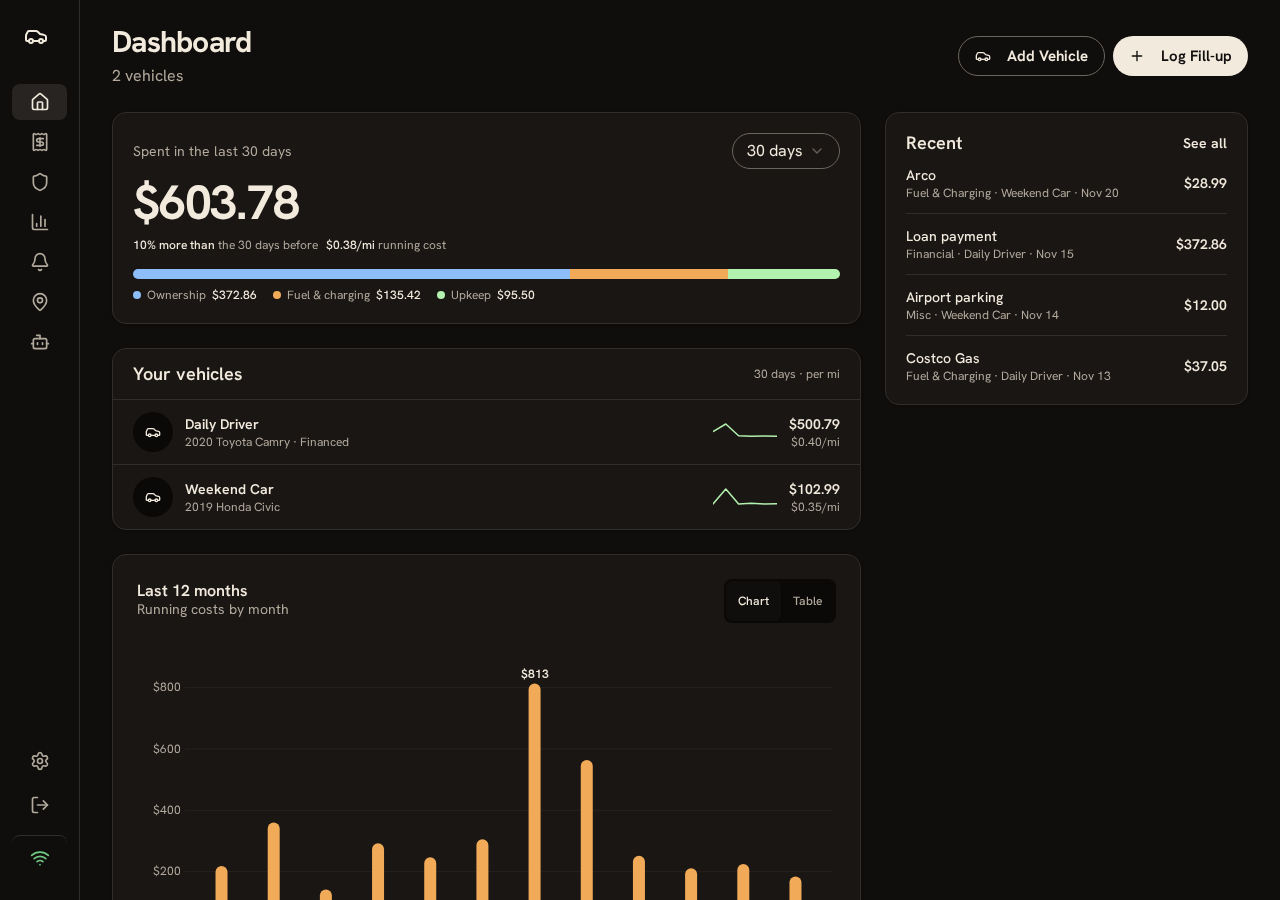 Dashboard
2 vehicles
Add Vehicle
Log Fill-up
Spent in the last 30 days
30 days
$603.78
10% more than the 30 days before $0.38/mi running cost
Ownership $372.86 Fuel & charging $135.42 Upkeep $95.50
Your vehicles
30 days · per mi
Daily Driver
2020 Toyota Camry · Financed
$500.79
$0.40/mi
Weekend Car
2019 Honda Civic
$102.99
$0.35/mi
Last 12 months
Running costs by month
Chart
Table
$813
$800
$600
$400
$200
Recent
See all
Arco
Fuel & Charging · Weekend Car · Nov 20
$28.99
Loan payment
Financial · Daily Driver · Nov 15
$372.86
Airport parking
Misc · Weekend Car · Nov 14
$12.00
Costco Gas
Fuel & Charging · Daily Driver · Nov 13
$37.05